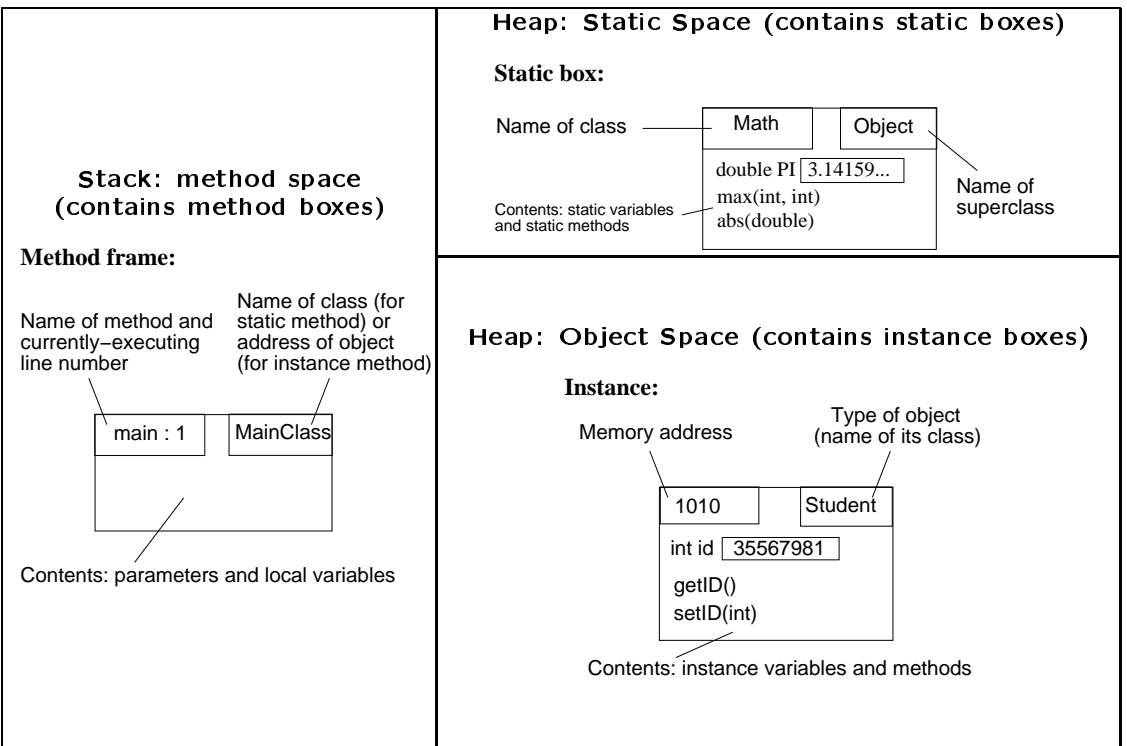 Stack: method space
(contains method boxes)
Method frame:
Name of method and
currently–executing
line number
Name of class (for
static method) or
address of object
(for instance method)
main : 1
MainClass
Contents: parameters and local variables
Heap: Static Space (contains static boxes)
Static box:
Name of class
Math
Object
double PI 3.14159...
max(int, int)
abs(double)
Contents: static variables
and static methods
Name of
superclass
Heap: Object Space (contains instance boxes)
Instance:
Memory address
Type of object
(name of its class)
1010
Student
int id 35567981
getID()
setID(int)
Contents: instance variables and methods